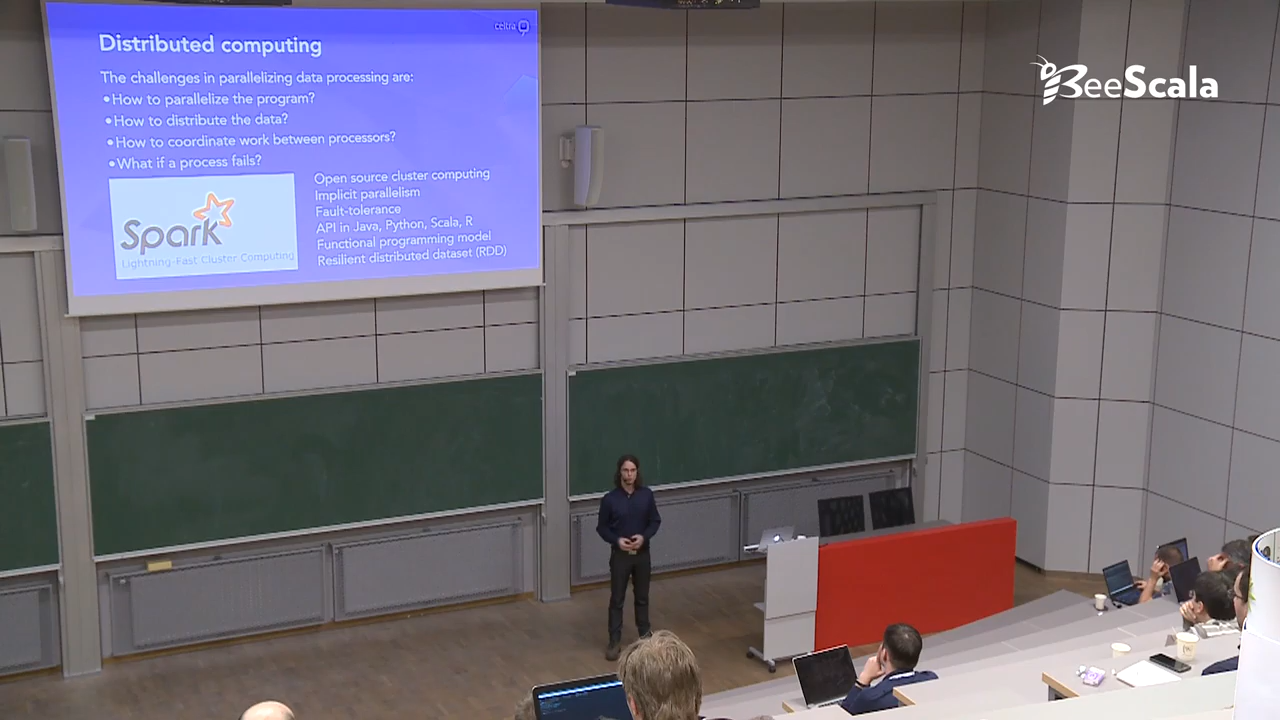 celtra
Distributed computing
The challenges in parallelizing data processing are:
•How to parallelize the program?
•How to distribute the data?
•How to coordinate work between processors?
•What if a process fails?
Spark
Lightning-Fast Cluster Computing
Open source cluster computing
Implicit parallelism
Fault-tolerance
API in Java, Python, Scala, R
Functional programming model
Resilient distributed dataset (RDD)
BeeScala